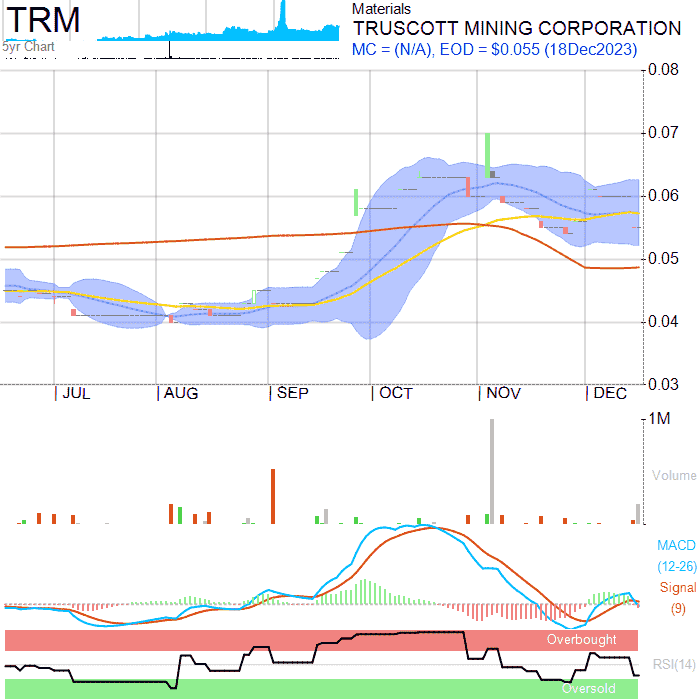 TRM
5yr Chart
Materials
TRUSCOTT MINING CORPORATION
MC = (N/A), EOD = $0.055 (18Dec2023)
0.08
0.07
0.06
0.05
0.04
0.03
JUL AUG SEP OCT NOV DEC
1M
Volume
MACD
(12-26)
Signal
(9)
Overbought
RSI(14)
Oversold